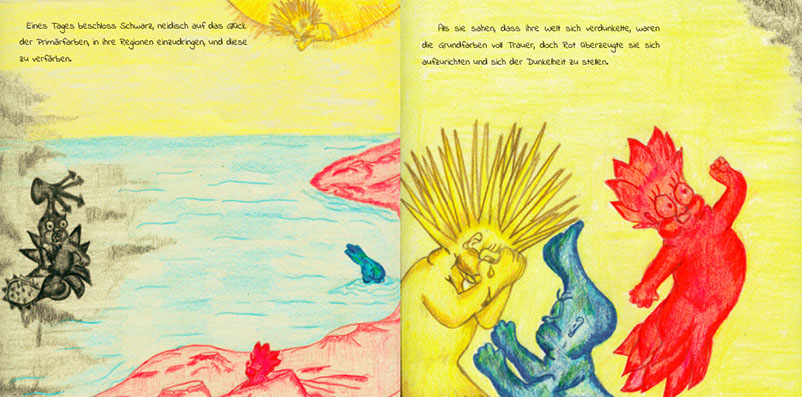 Eines Tages beschloss Schwarz, neidisch auf das Glück
der Primärfarben, in ihre Regionen einzudringen, und diese
zu verfärben.
Als sie sahen, dass ihre Welt sich verdunkelte, waren
die Grundfarben voll Trauer, doch Rot überzeugte sie sich
aufzurichten und sich der Dunkelheit zu stellen.